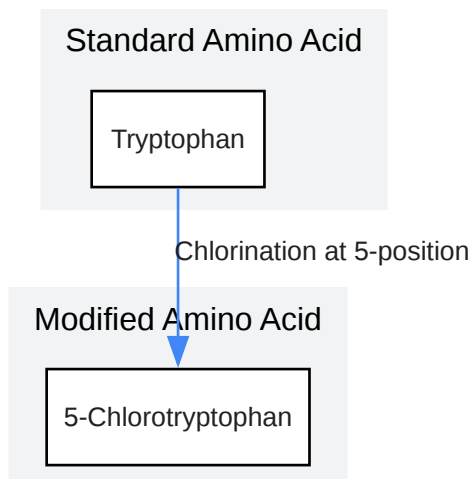 Standard Amino Acid
Tryptophan
Chlorination at 5-position
Modified Amino Acid
5-Chlorotryptophan